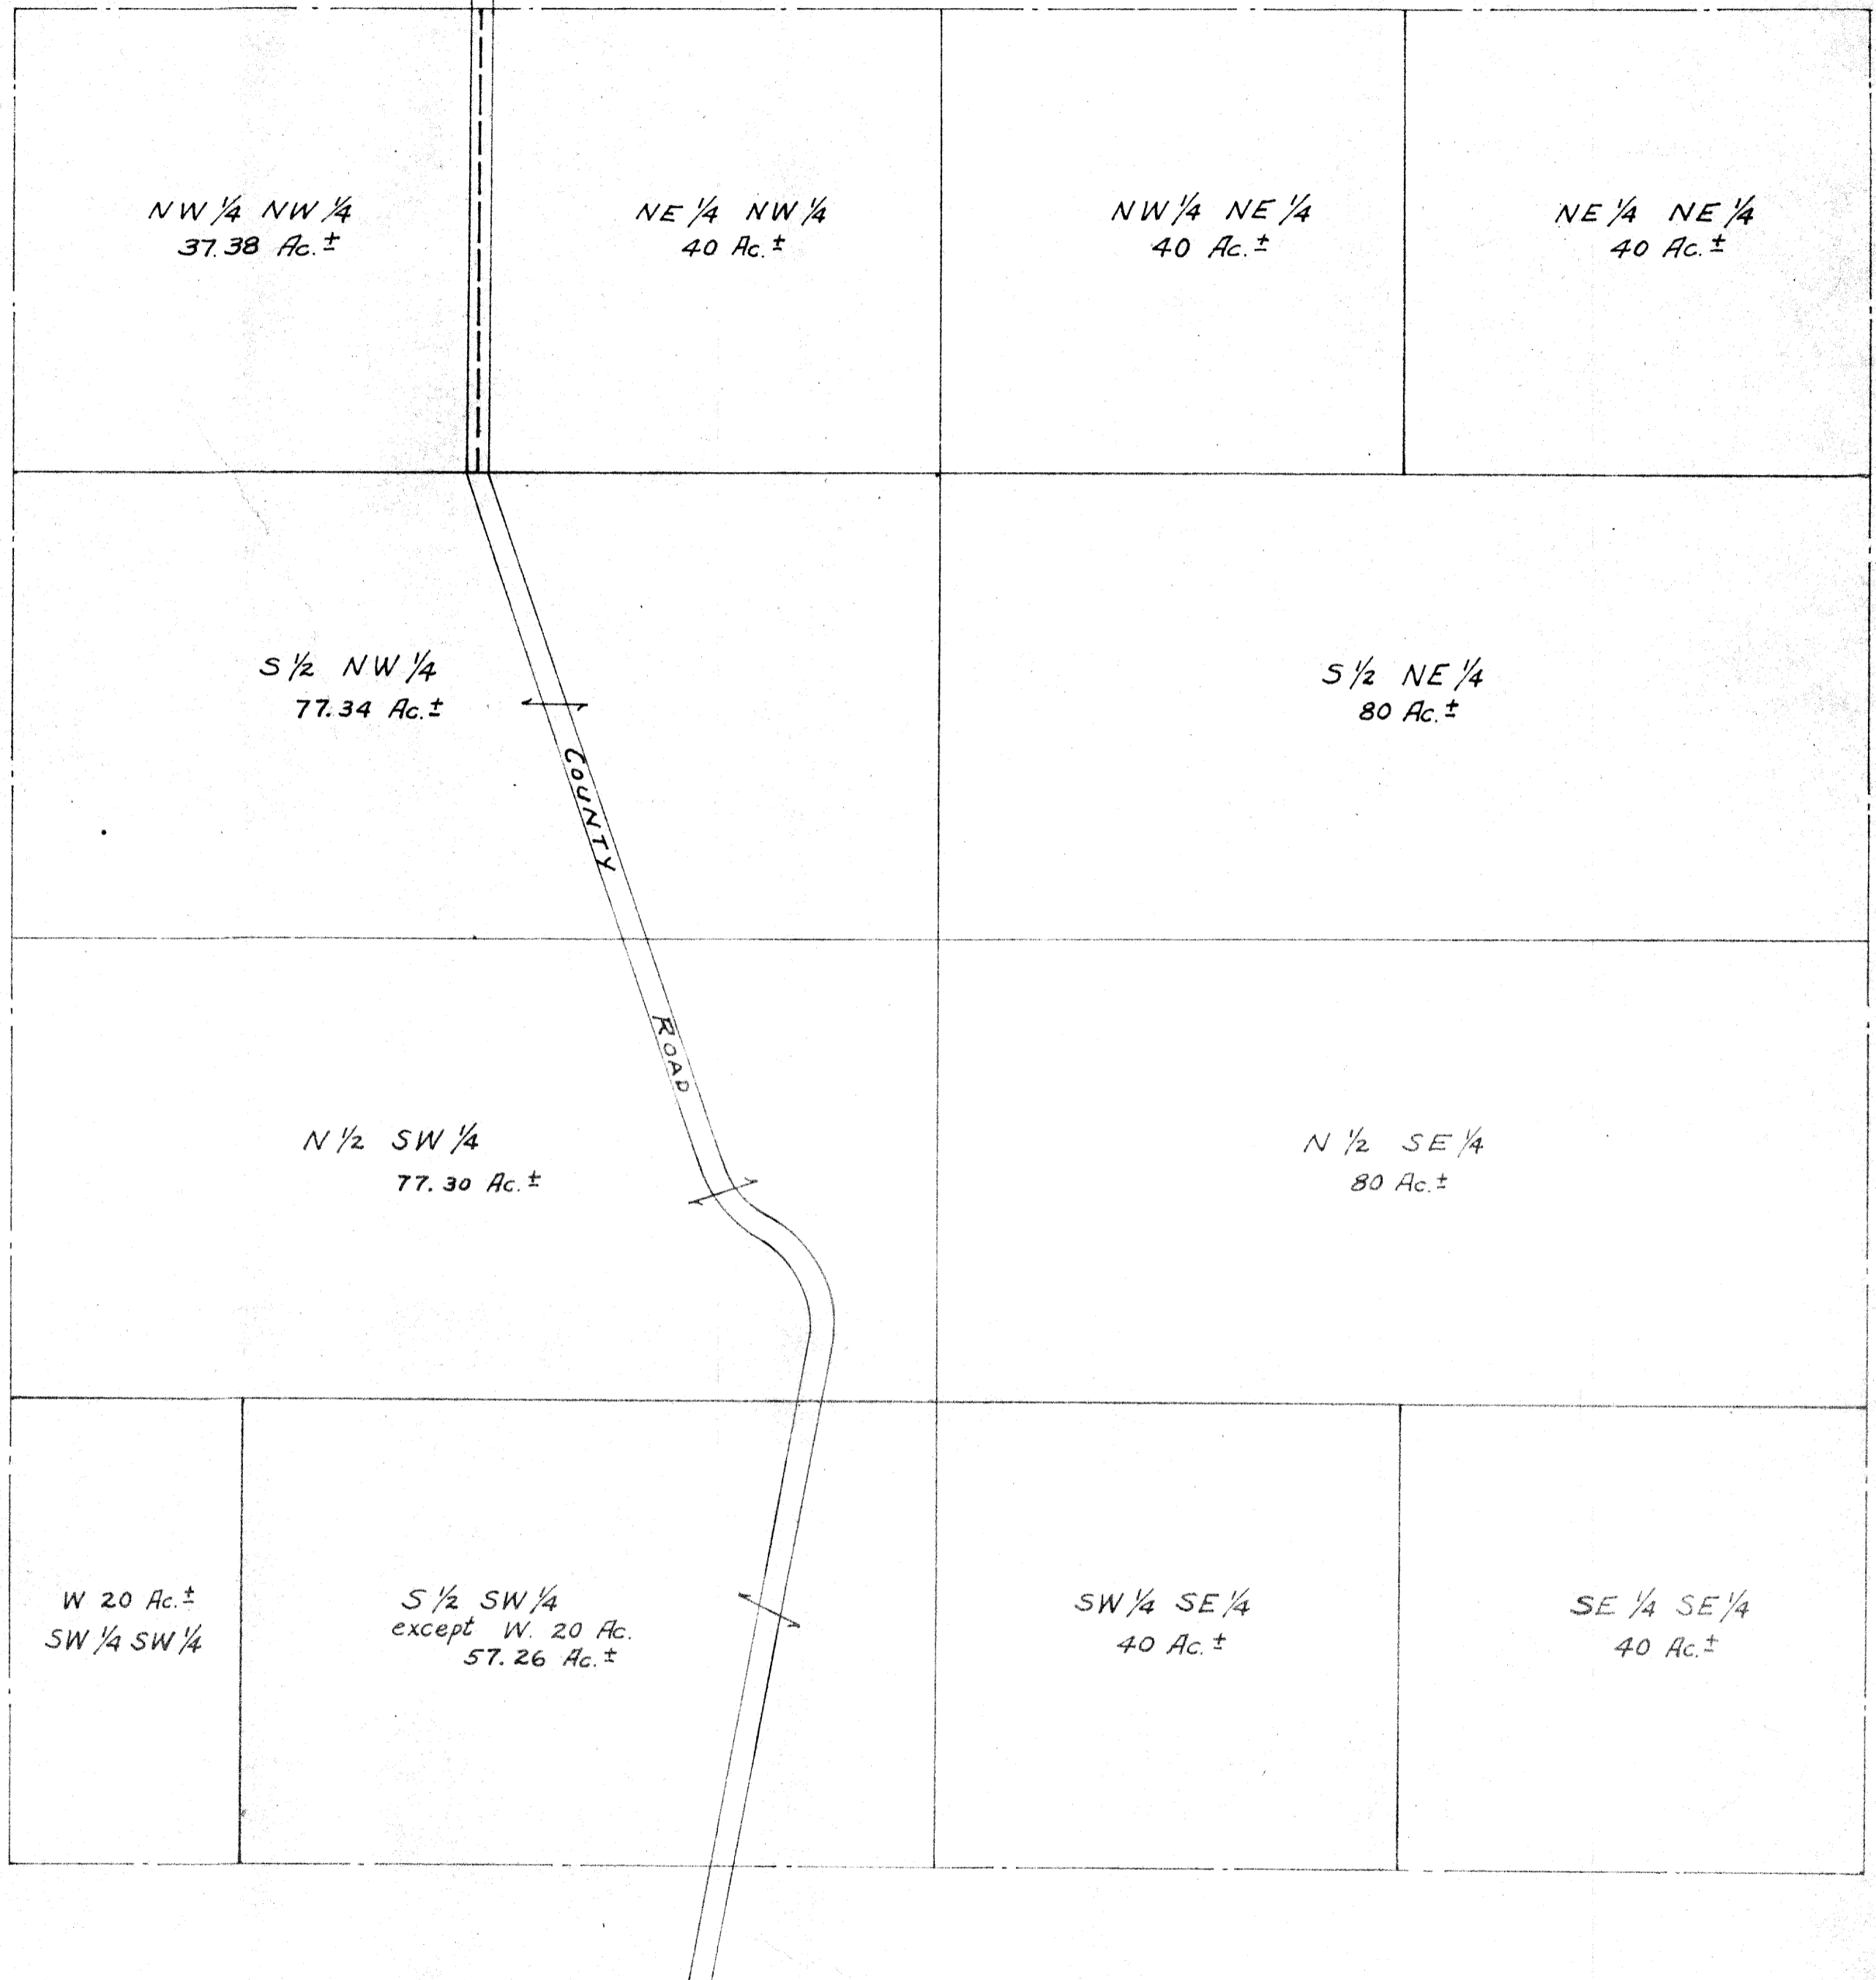 NW 1/4 NW 1/4
37.38 Ac.±
NE 1/4 NW 1/4
40 Ac.±
NW 1/4 NE 1/4
40 Ac.±
NE 1/4 NE 1/4
40 Ac.±
S 1/2 NW 1/4
77.34 Ac.±
COUNTY
S 1/2 NE 1/4
80 Ac.±
ROAD
N 1/2 SW 1/4
77.30 Ac.±
N 1/2 SE 1/4
80 Ac.±
W 20 Ac.±
SW 1/4 SW 1/4
S 1/2 SW 1/4
except W. 20 Ac.
57.26 Ac.±
SW 1/4 SE 1/4
40 Ac.±
SE 1/4 SE 1/4
40 Ac.±